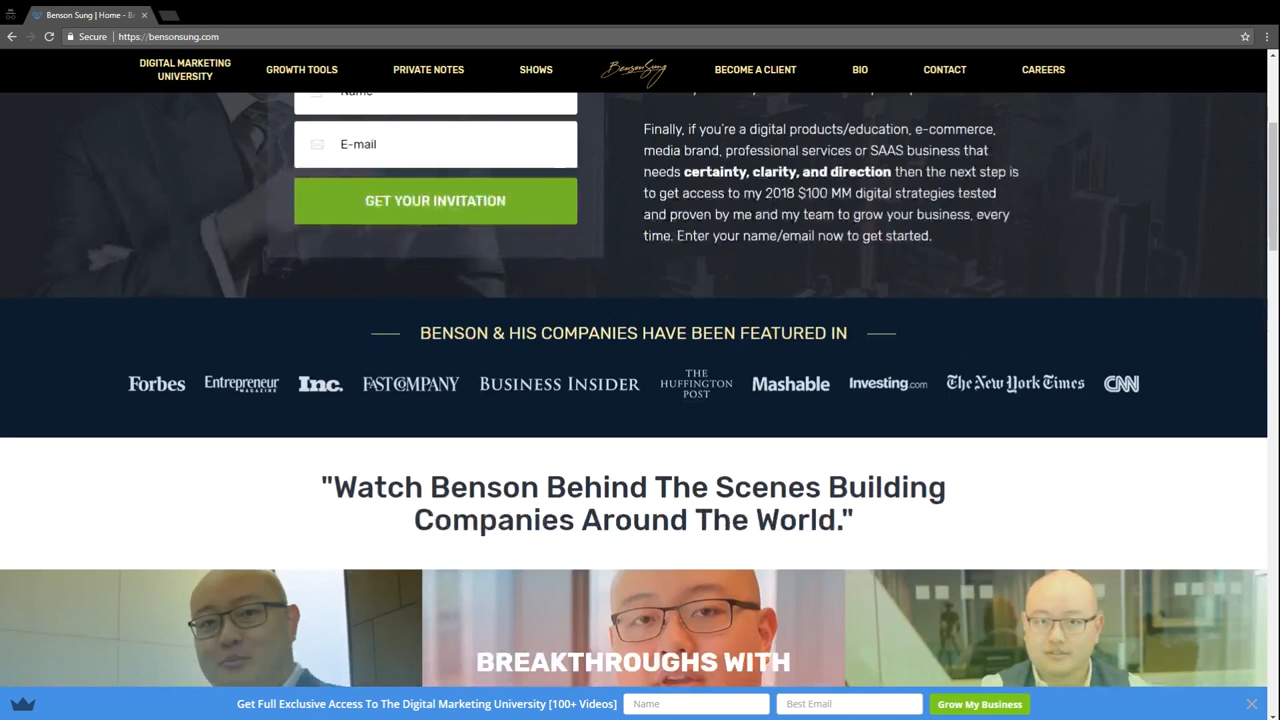 Benson Sung | Home - Be
Secure
https://bensonsung.com
DIGITAL MARKETING
UNIVERSITY
GROWTH TOOLS
PRIVATE NOTES
SHOWS
BensonSung
BECOME A CLIENT
BIO
CONTACT
CAREERS
Name
E-mail
GET YOUR INVITATION
Finally, if you're a digital products/education, e-commerce,
media brand, professional services or SAAS business that
needs certainty, clarity, and direction then the next step is
to get access to my 2018 $100 MM digital strategies tested
and proven by me and my team to grow your business, every
time. Enter your name/email now to get started.
BENSON & HIS COMPANIES HAVE BEEN FEATURED IN
Forbes
Entrepreneur
MAGAZINE
Inc.
FAST COMPANY
BUSINESS INSIDER
THE
HUFFINGTON
POST
Mashable
Investing.com
The New York Times
CNN
"Watch Benson Behind The Scenes Building
Companies Around The World."
BREAKTHROUGHS WITH
Get Full Exclusive Access To The Digital Marketing University [100+ Videos]
Name
Best Email
Grow My Business